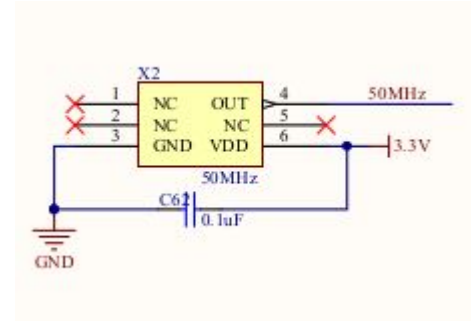 X2
1 NC OUT 4 50MHz
2 NC NC 5
3 GND VDD 6 3.3V
50MHz
C62
0.1uF
GND